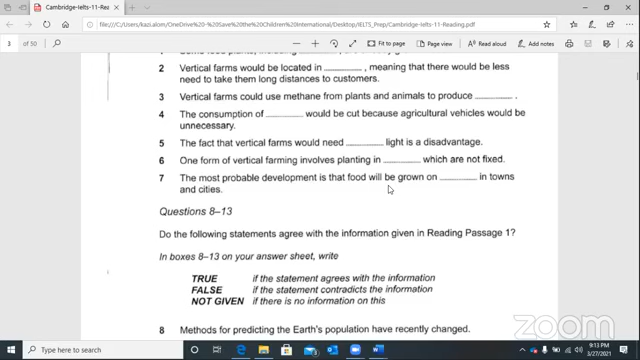 Cambridge-Ielts-11-Reading.pdf
file:///C:/Users/kazi.alom/OneDrive%20-%20Save%20the%20Children%20International/Desktop/IELTS_Prep/Cambridge-Ielts-11-Reading.pdf
3 of 50
Fit to page Page view Read aloud Add notes
2 Vertical farms would be located in ________ , meaning that there would be less
need to take them long distances to customers.
3 Vertical farms could use methane from plants and animals to produce ________ .
4 The consumption of ________ would be cut because agricultural vehicles would be
unnecessary.
5 The fact that vertical farms would need ________ light is a disadvantage.
6 One form of vertical farming involves planting in ________ which are not fixed.
7 The most probable development is that food will be grown on ________ in towns
and cities.
Questions 8–13
Do the following statements agree with the information given in Reading Passage 1?
In boxes 8–13 on your answer sheet, write
TRUE if the statement agrees with the information
FALSE if the statement contradicts the information
NOT GIVEN if there is no information on this
8 Methods for predicting the Earth's population have recently changed.
zoom
Type here to search
9:13 PM
3/27/2021